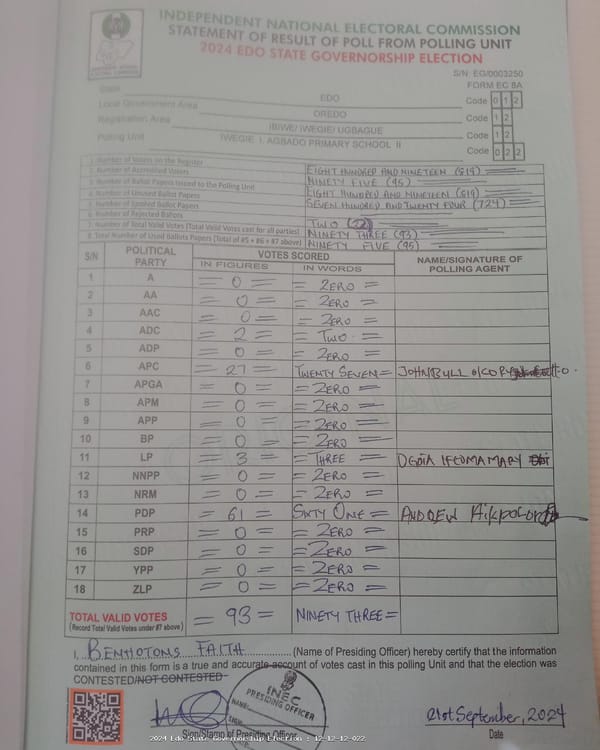 INDEPENDENT NATIONAL ELECTORAL COMMISSION
STATEMENT OF RESULT OF POLL FROM POLLING UNIT
2024 EDO STATE GOVERNORSHIP ELECTION
S/N: EG/0003250
FORM EC 8A
State EDO Code 0 1 2
Local Government Area OREDO Code 1 2
Registration Area IBIWE/ IWEGIE/ UGBAGUE Code 1 2
Polling Unit IWEGIE I. AGBADO PRIMARY SCHOOL II Code 0 2 2
1. Number of Voters on the Register EIGHT HUNDRED AND NINETEEN (819)
2. Number of Accredited Voters NINETY FIVE (95)
3. Number of Ballot Papers Issued to the Polling Unit EIGHT HUNDRED AND NINETEEN (819)
4. Number of Unused Ballot Papers SEVEN HUNDRED AND TWENTY FOUR (724)
5. Number of Spoiled Ballot Papers
6. Number of Rejected Ballots TWO
7. Number of Total Valid Votes (Total Valid Votes cast for all parties) NINETY THREE (93)
8. Total Number of Used Ballots Papers (Total of #5 + #6 + #7 above) NINETY FIVE (95)
S/N POLITICAL PARTY VOTES SCORED NAME/SIGNATURE OF POLLING AGENT
IN FIGURES IN WORDS
1 A = 0 = = ZERO =
2 AA = 0 = = ZERO =
3 AAC = 0 = = ZERO =
4 ADC = 2 = = TWO =
5 ADP = 0 = = ZERO =
6 APC = 27 = TWENTY SEVEN = JOHNBULL
7 APGA = 0 = = ZERO =
8 APM = 0 = = ZERO =
9 APP = 0 = = ZERO =
10 BP = 0 = = ZERO =
11 LP = 3 = = THREE = MARY
12 NNPP = 0 = = ZERO =
13 NRM = 0 = = ZERO =
14 PDP = 61 = SIXTY ONE = ANDREW
15 PRP = 0 = = ZERO =
16 SDP = 0 = = ZERO =
17 YPP = 0 = = ZERO =
18 ZLP = 0 = = ZERO =
TOTAL VALID VOTES = 93 = NINETY THREE =
(Record Total Valid Votes under #7 above)
I, BENHOTONS FAITH (Name of Presiding Officer) hereby certify that the information
contained in this form is a true and accurate account of votes cast in this polling Unit and that the election was
CONTESTED/NOT CONTESTED
INEC
PRESIDING OFFICER
21st September, 2024
Sign/Stamp of Presiding Officer Date
2024 Edo State Governorship Election : 12-12-12-022